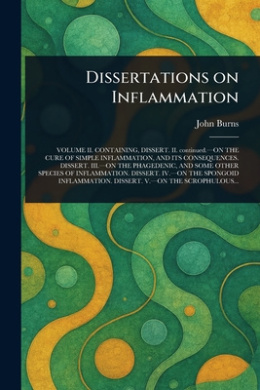 Dissertations on
Inflammation
John Burns
VOLUME II. CONTAINING, DISSERT. II. continued.—ON THE
CURE OF SIMPLE INFLAMMATION, AND ITS CONSEQUENCES.
DISSERT. III.—ON THE PHAGEDENIC, AND SOME OTHER
SPECIES OF INFLAMMATION. DISSERT. IV.—ON THE SPONGOID
INFLAMMATION. DISSERT. V.—ON THE SCROPHULOUS...